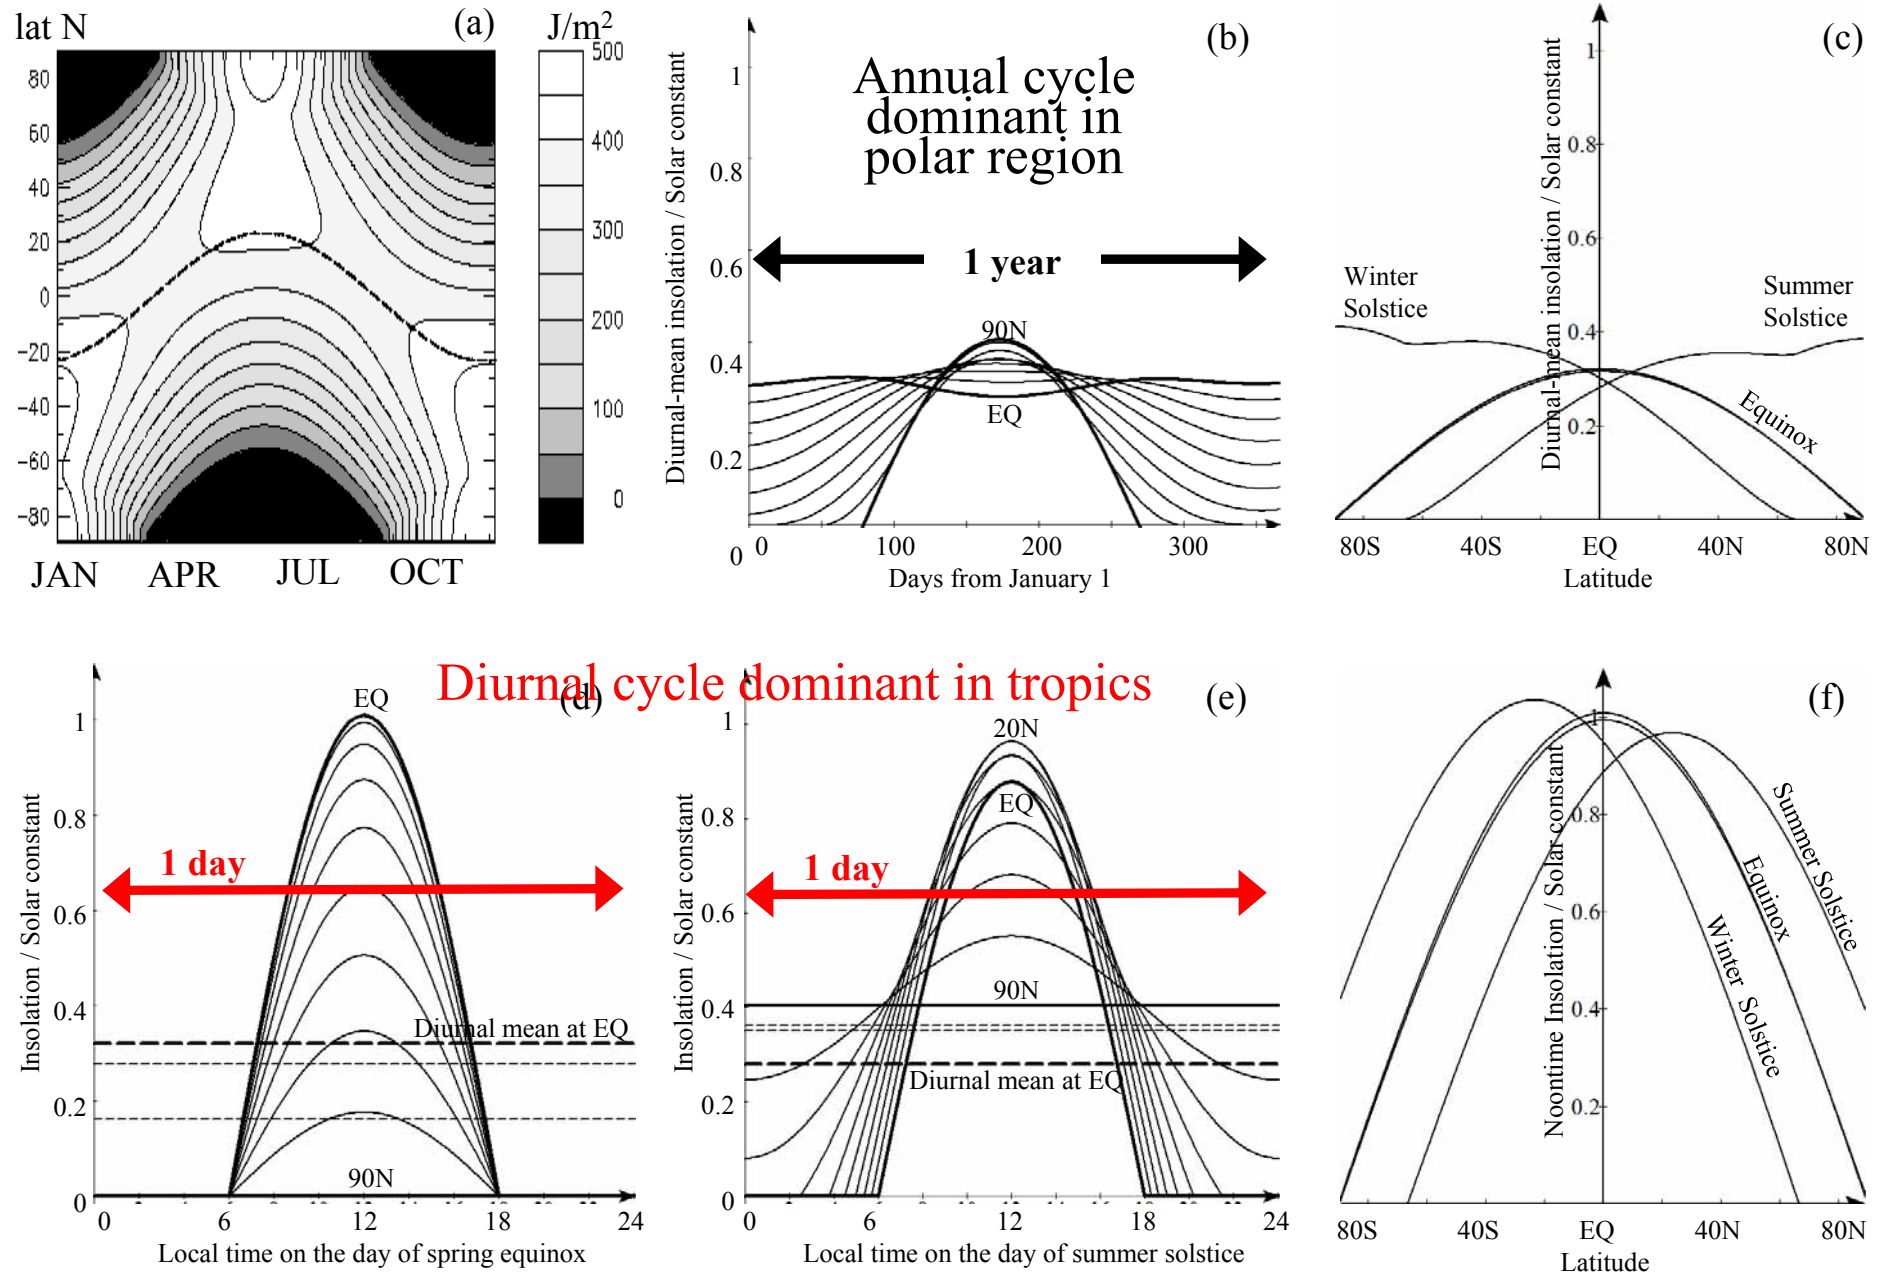 lat N
(a)
J/m²
80
60
40
20
0
−20
−40
−60
−80
JAN
APR
JUL
OCT
500
400
300
200
100
0
(b)
Annual cycle
dominant in
polar region
1 year
90N
EQ
Diurnal-mean insolation / Solar constant
1
0.8
0.6
0.4
0.2
0
0
100
200
300
Days from January 1
(c)
Diurnal-mean insolation / Solar constant
1
0.8
0.6
0.4
0.2
Winter
Solstice
Summer
Solstice
Equinox
80S
40S
EQ
40N
80N
Latitude
Diurnal cycle dominant in tropics
(d)
EQ
1 day
Diurnal mean at EQ
90N
Insolation / Solar constant
1
0.8
0.6
0.4
0.2
0
0
6
12
18
24
Local time on the day of spring equinox
(e)
20N
EQ
1 day
90N
Diurnal mean at EQ
Insolation / Solar constant
1
0.8
0.6
0.4
0.2
0
0
6
12
18
24
Local time on the day of summer solstice
(f)
Noontime Insolation / Solar constant
1
0.8
0.6
0.4
0.2
Summer Solstice
Equinox
Winter Solstice
80S
40S
EQ
40N
80N
Latitude